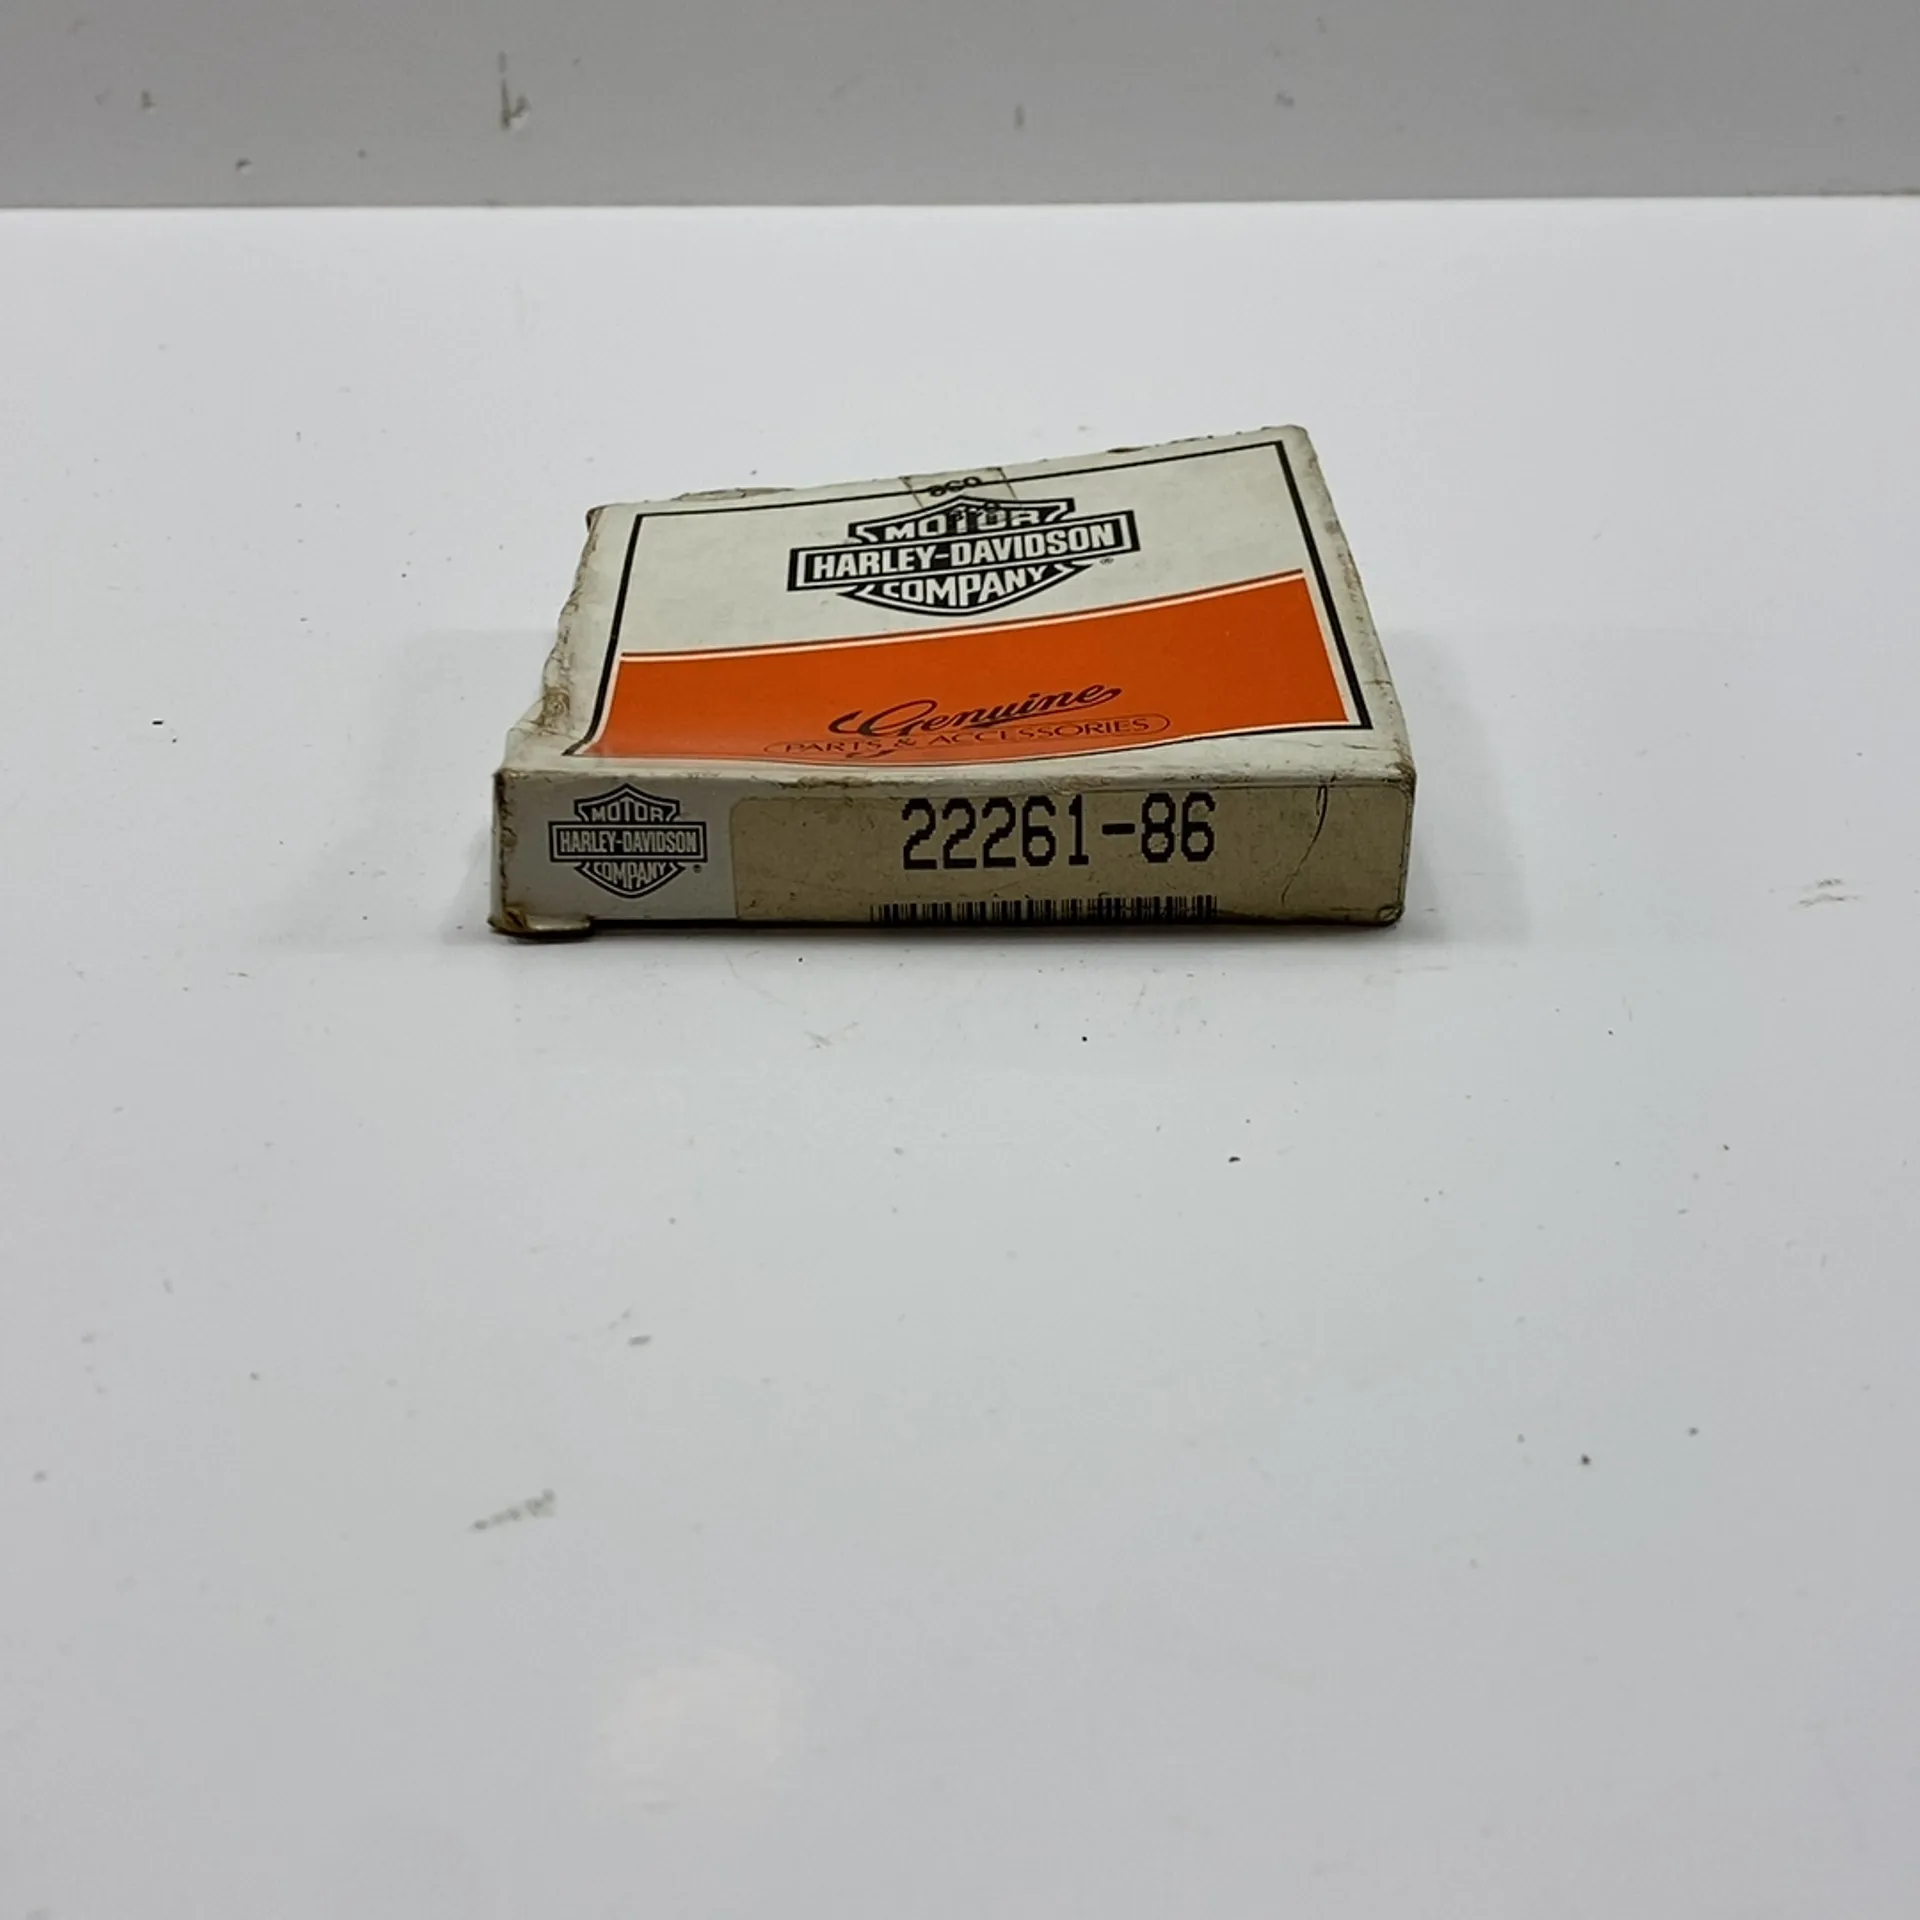 MOTOR
HARLEY-DAVIDSON
COMPANY
®
Genuine
PARTS & ACCESSORIES
MOTOR
HARLEY-DAVIDSON
COMPANY
®
22261-86